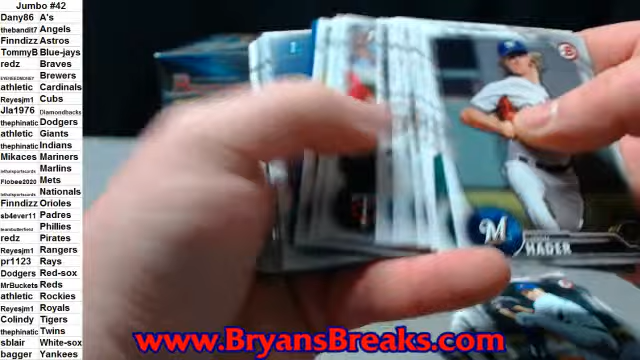 Jumbo #42
Dany86 A's
thebandit7 Angels
Finndizz Astros
TommyB Blue-jays
redz Braves
Brewers
athletic Cardinals
Reyesjm1 Cubs
Jla1976 Diamondbacks
thephinatic Dodgers
athletic Giants
thephinatic Indians
Mikaces Mariners
Marlins
Flobee2020 Mets
Nationals
Finndizz Orioles
sb4ever11 Padres
Phillies
redz Pirates
Reyesjm1 Rangers
pr1123 Rays
Dodgers Red-sox
MrBuckets Reds
athletic Rockies
Reyesjm1 Royals
Colindy Tigers
thephinatic Twins
sblair White-sox
bagger Yankees
M
HADER
www.BryansBreaks.com